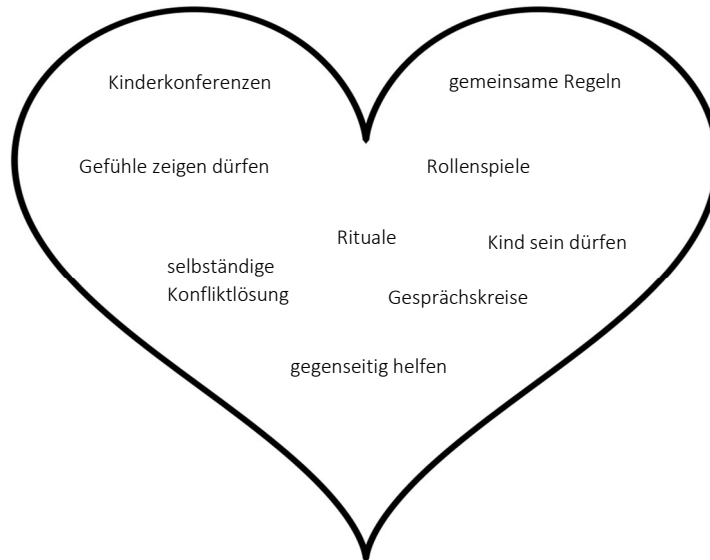 Kinderkonferenzen
gemeinsame Regeln
Gefühle zeigen dürfen
Rollenspiele
Rituale
Kind sein dürfen
selbständige
Konfliktlösung
Gesprächskreise
gegenseitig helfen